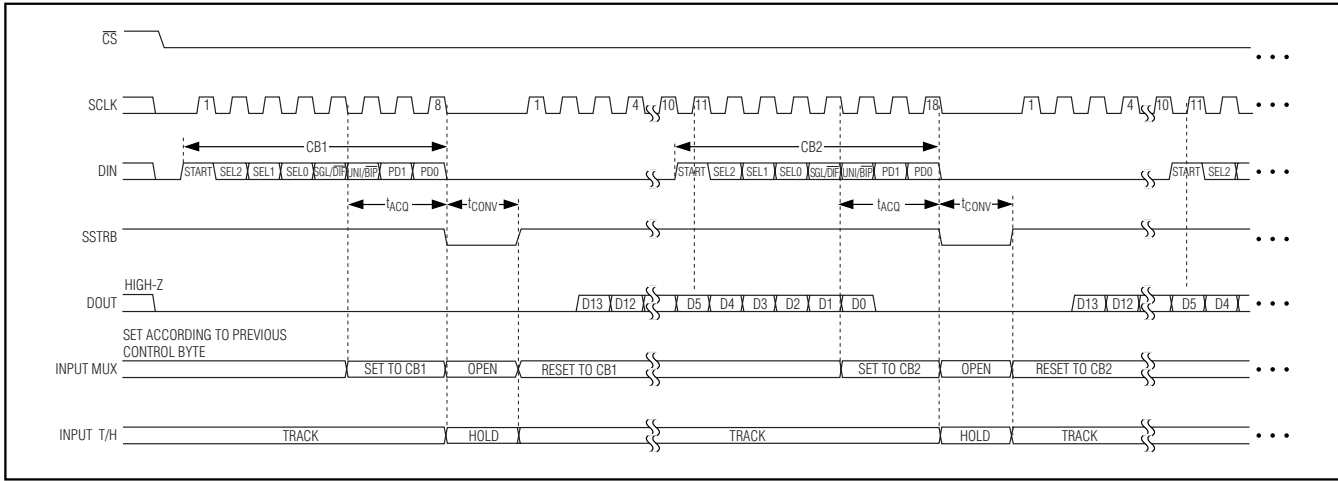 CS
SCLK 1 8 1 4 10 11 18 1 4 10 11
CB1 CB2
DIN START SEL2 SEL1 SEL0 SGL/DIF UNI/BIP PD1 PD0 START SEL2 SEL1 SEL0 SGL/DIF UNI/BIP PD1 PD0 START SEL2
tACQ tCONV tACQ tCONV
SSTRB
HIGH-Z
DOUT D13 D12 D5 D4 D3 D2 D1 D0 D13 D12 D5 D4
SET ACCORDING TO PREVIOUS
CONTROL BYTE
INPUT MUX SET TO CB1 OPEN RESET TO CB1 SET TO CB2 OPEN RESET TO CB2
INPUT T/H TRACK HOLD TRACK HOLD TRACK